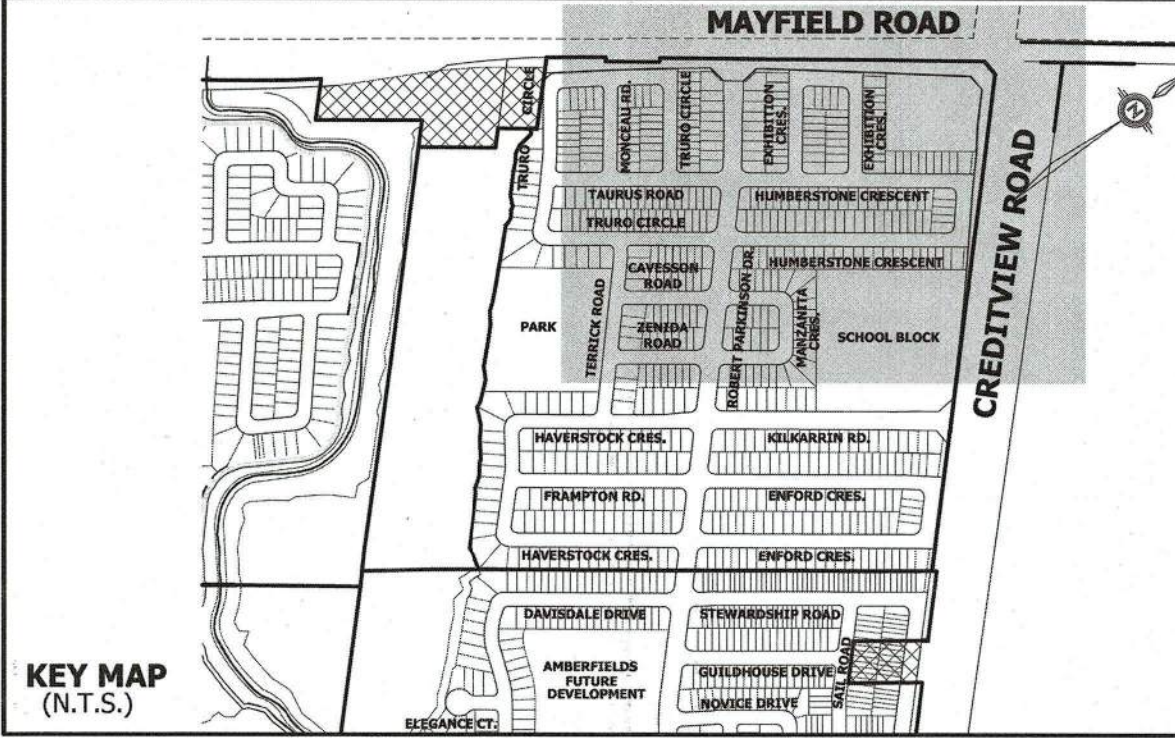 MAYFIELD ROAD
TRURO
CIRCLE
MONCEAU RD.
TRURO CIRCLE
EXHIBITION
CRES.
EXHIBITION
CRES.
N
TAURUS ROAD
HUMBERSTONE CRESCENT
TRURO CIRCLE
CAVESSON
ROAD
HUMBERSTONE CRESCENT
CREDITVIEW ROAD
TERRICK ROAD
PARK
ZENIDA
ROAD
ROBERT PARKINSON DR.
MANZANITA
CRES.
SCHOOL BLOCK
HAVERSTOCK CRES.
KILKARRIN RD.
FRAMPTON RD.
ENFORD CRES.
HAVERSTOCK CRES.
ENFORD CRES.
DAVISDALE DRIVE
STEWARDSHIP ROAD
SAIL ROAD
AMBERFIELDS
FUTURE
DEVELOPMENT
GUILDHOUSE DRIVE
NOVICE DRIVE
ELEGANCE CT.
KEY MAP
(N.T.S.)